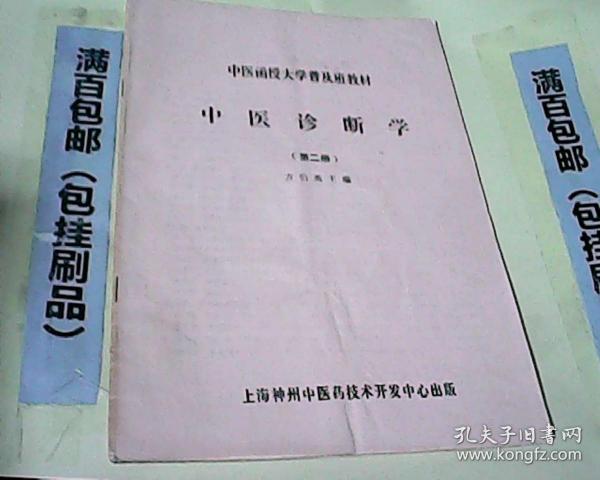 中医函授大学普及班教材
中医诊断学
(第二册)
主编
上海神州中医药技术开发中心出版
满百包邮(包挂刷品)
满百包邮(包挂刷
孔夫子旧书网
www.kongfz.com